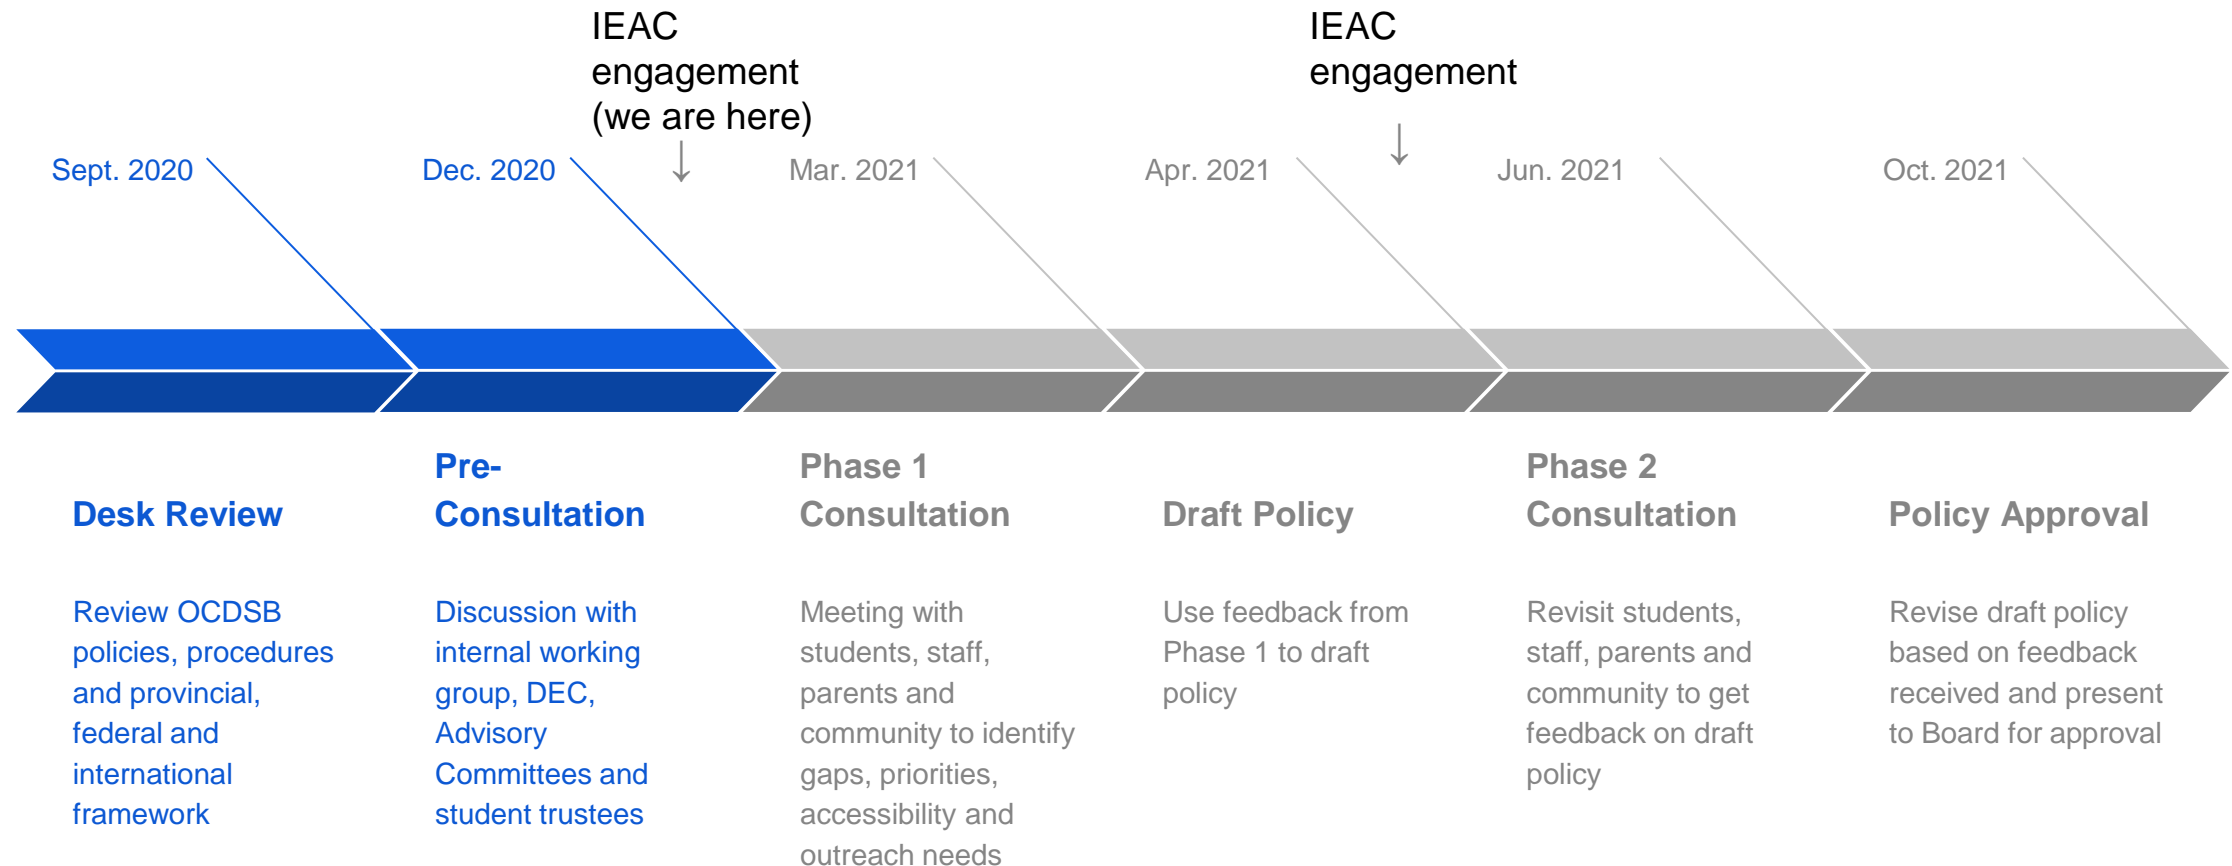 IEAC
engagement
(we are here)
↓
IEAC
engagement
↓
Sept. 2020
Dec. 2020
Mar. 2021
Apr. 2021
Jun. 2021
Oct. 2021
Desk Review
Review OCDSB
policies, procedures
and provincial,
federal and
international
framework
Pre-
Consultation
Discussion with
internal working
group, DEC,
Advisory
Committees and
student trustees
Phase 1
Consultation
Meeting with
students, staff,
parents and
community to identify
gaps, priorities,
accessibility and
outreach needs
Draft Policy
Use feedback from
Phase 1 to draft
policy
Phase 2
Consultation
Revisit students,
staff, parents and
community to get
feedback on draft
policy
Policy Approval
Revise draft policy
based on feedback
received and present
to Board for approval